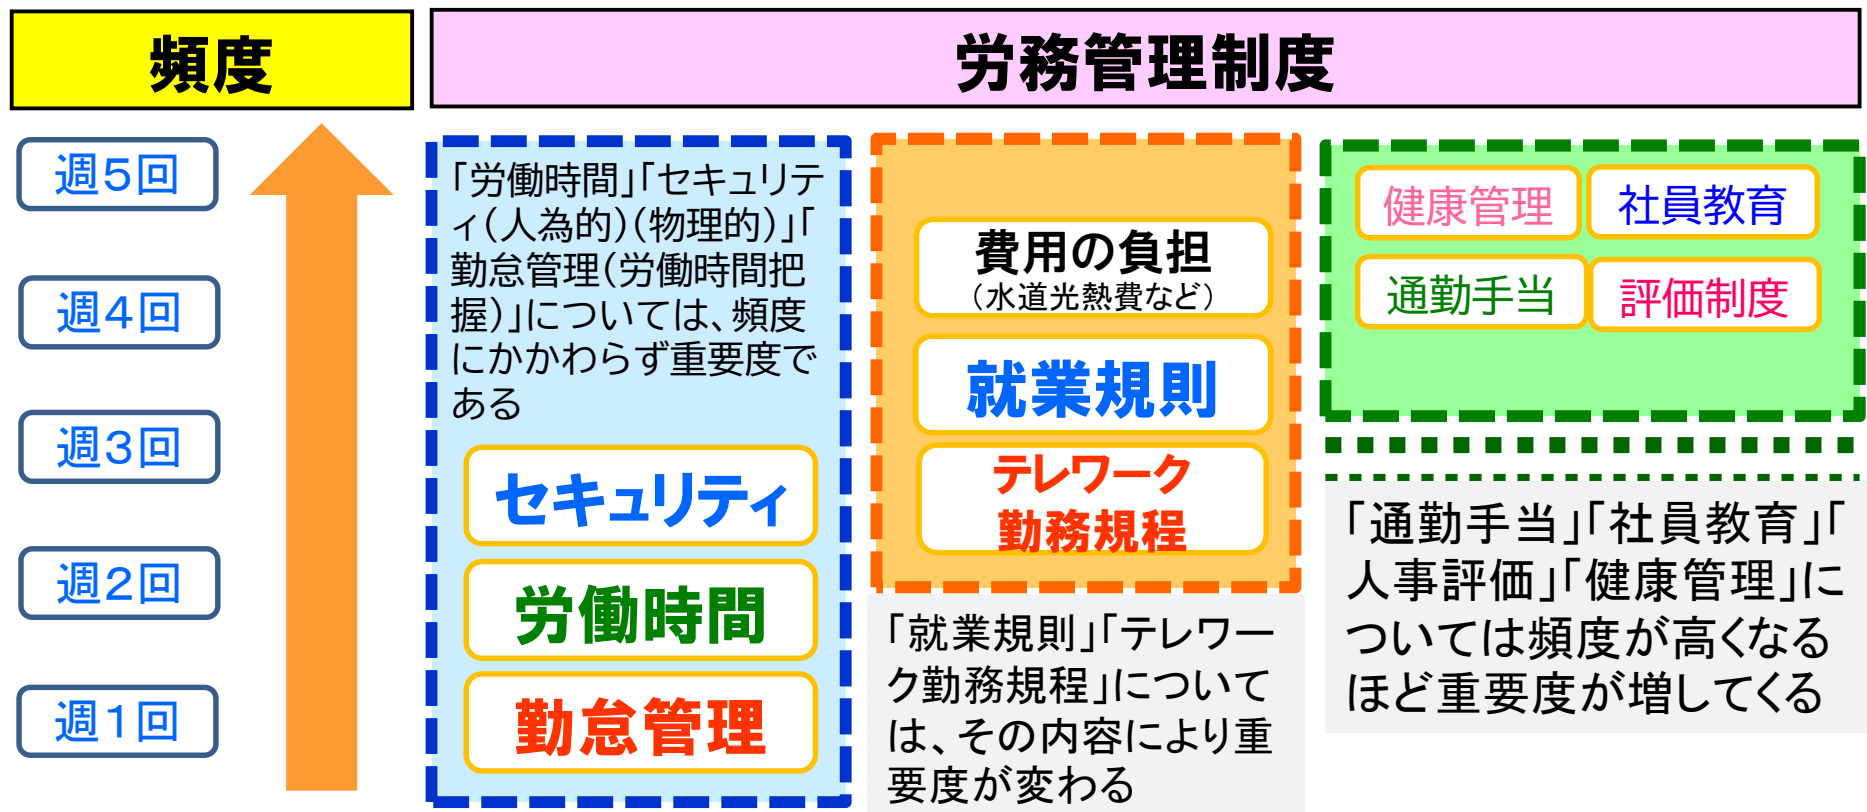 頻度
労務管理制度
週5回
週4回
週3回
週2回
週1回
「労働時間」「セキュリテ
ィ(人為的)(物理的)」「
勤怠管理(労働時間把
握)」については、頻度
にかかわらず重要度で
ある
セキュリティ
労働時間
勤怠管理
費用の負担
（水道光熱費など）
就業規則
テレワーク
勤務規程
「就業規則」「テレワー
ク勤務規程」について
は、その内容により重
要度が変わる
健康管理
社員教育
通勤手当
評価制度
「通勤手当」「社員教育」「
人事評価」「健康管理」に
ついては頻度が高くなる
ほど重要度が増してくる